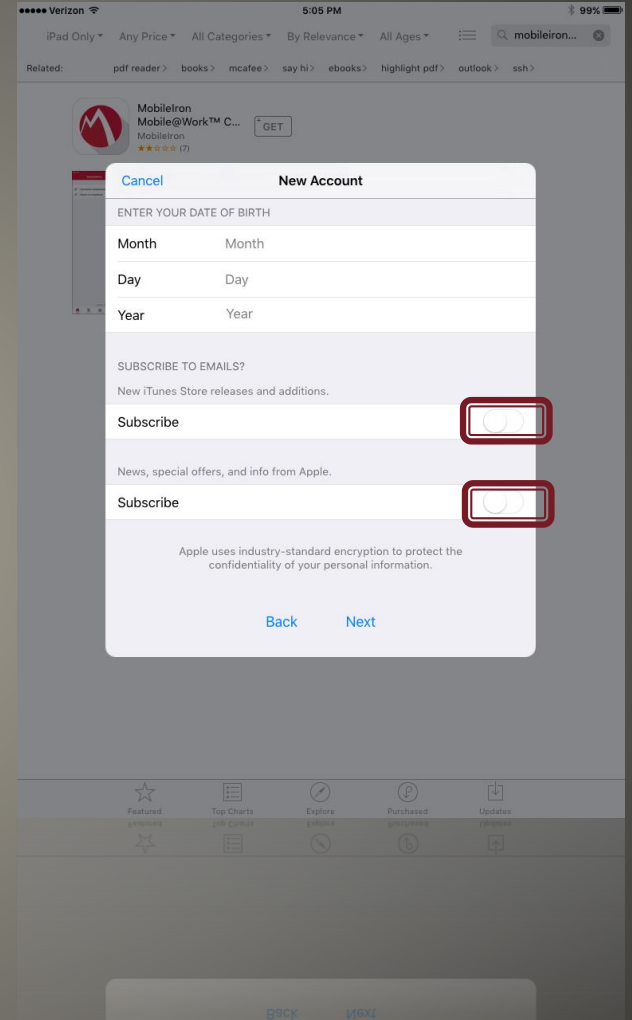 Verizon 5:05 PM 99%
iPad Only Any Price All Categories By Relevance All Ages mobileiron...
Related: pdf reader > books > mcafee > say hi > ebooks > highlight pdf > outlook > ssh >
MobileIron
Mobile@Work™ C...
MobileIron
(7)
+ GET
Cancel New Account
ENTER YOUR DATE OF BIRTH
Month Month
Day Day
Year Year
SUBSCRIBE TO EMAILS?
New iTunes Store releases and additions.
Subscribe
News, special offers, and info from Apple.
Subscribe
Apple uses industry-standard encryption to protect the
confidentiality of your personal information.
Back Next
Featured Top Charts Explore Purchased Updates